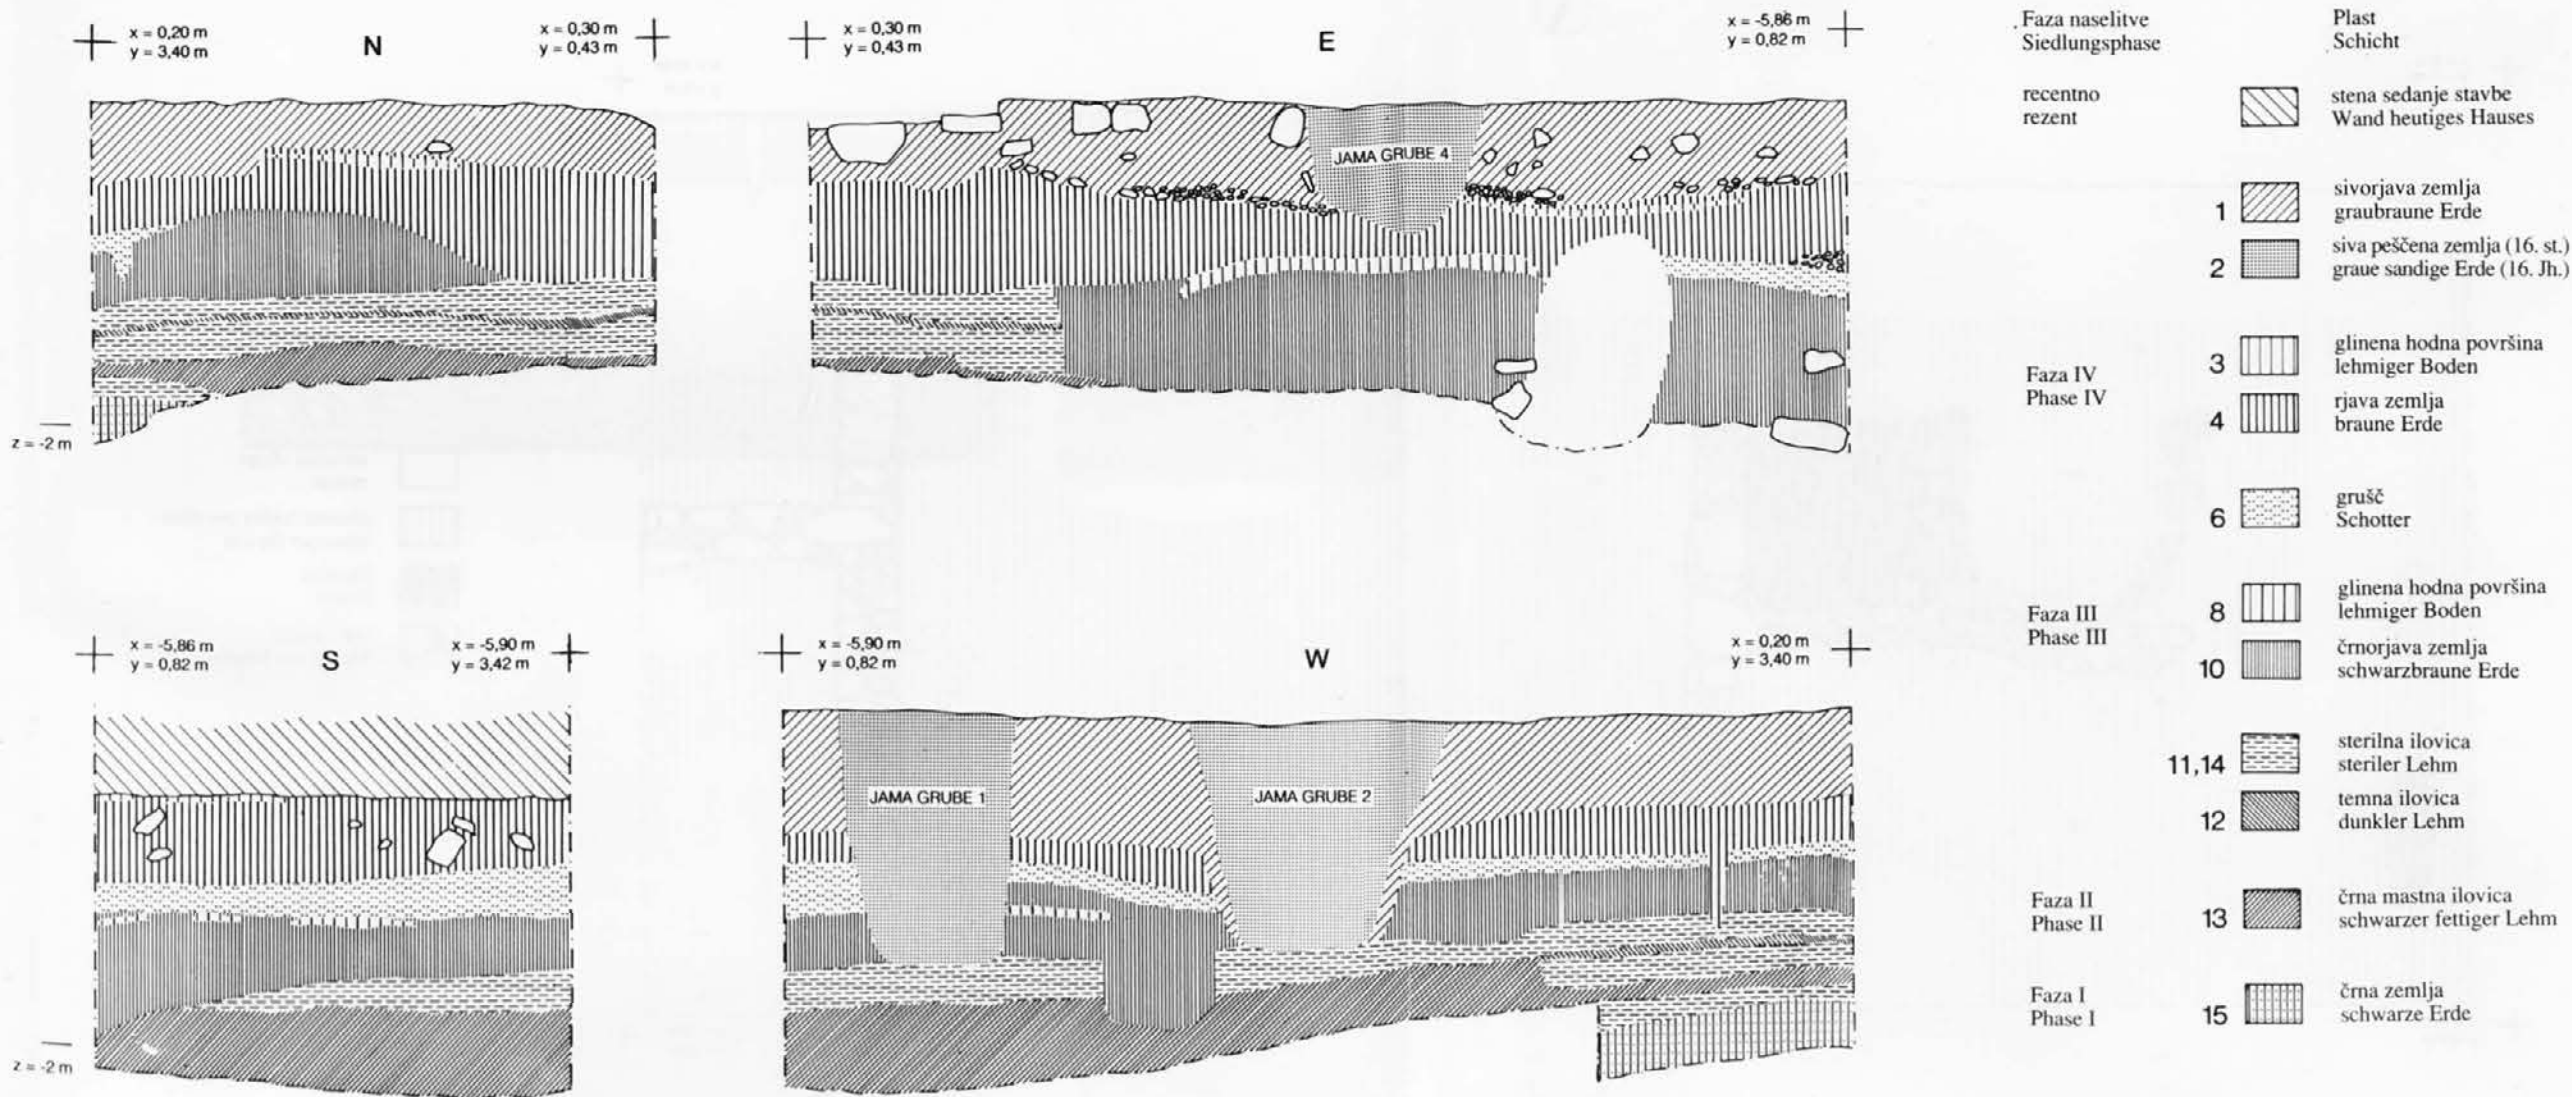 x = 0,20 m
y = 3,40 m
N
x = 0,30 m
y = 0,43 m
x = 0,30 m
y = 0,43 m
E
x = -5,86 m
y = 0,82 m
JAMA GRUBE 4
z = -2 m
x = -5,86 m
y = 0,82 m
S
x = -5,90 m
y = 3,42 m
x = -5,90 m
y = 0,82 m
W
x = 0,20 m
y = 3,40 m
JAMA GRUBE 1
JAMA GRUBE 2
z = -2 m
Faza naselitve
Siedlungsphase
Plast
Schicht
recentno
rezent
stena sedanje stavbe
Wand heutiges Hauses
1
sivorjava zemlja
graubraune Erde
2
siva peščena zemlja (16. st.)
graue sandige Erde (16. Jh.)
Faza IV
Phase IV
3
glinena hodna površina
lehmiger Boden
4
rjava zemlja
braune Erde
6
grušč
Schotter
Faza III
Phase III
8
glinena hodna površina
lehmiger Boden
10
črnorjava zemlja
schwarzbraune Erde
11,14
sterilna ilovica
steriler Lehm
12
temna ilovica
dunkler Lehm
Faza II
Phase II
13
črna mastna ilovica
schwarzer fettiger Lehm
Faza I
Phase I
15
črna zemlja
schwarze Erde